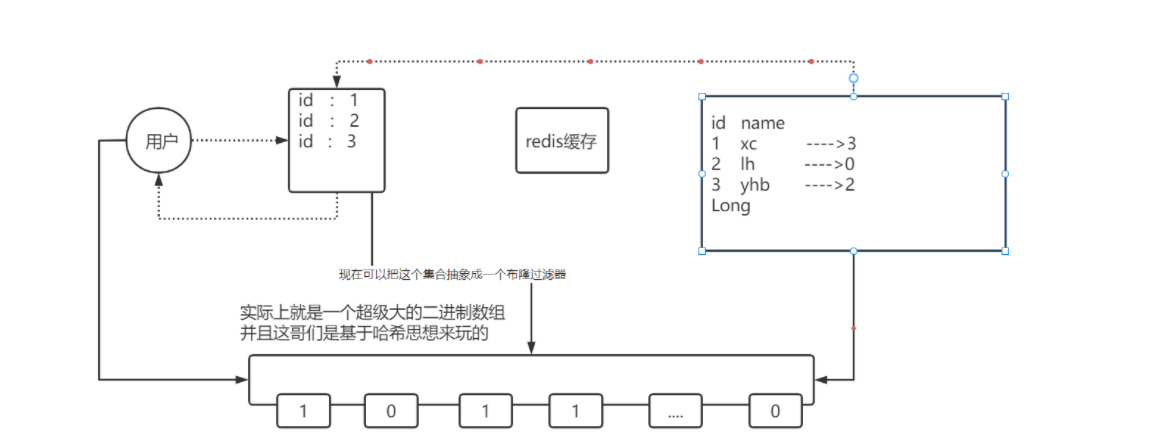 id : 1
id : 2
id : 3
用户
redis缓存
id name
1 xc ---->3
2 lh ---->0
3 yhb ---->2
Long
现在可以把这个集合抽象成一个布隆过滤器
实际上就是一个超级大的二进制数组
并且这哥们是基于哈希思想来玩的
1 0 1 1 .... 0